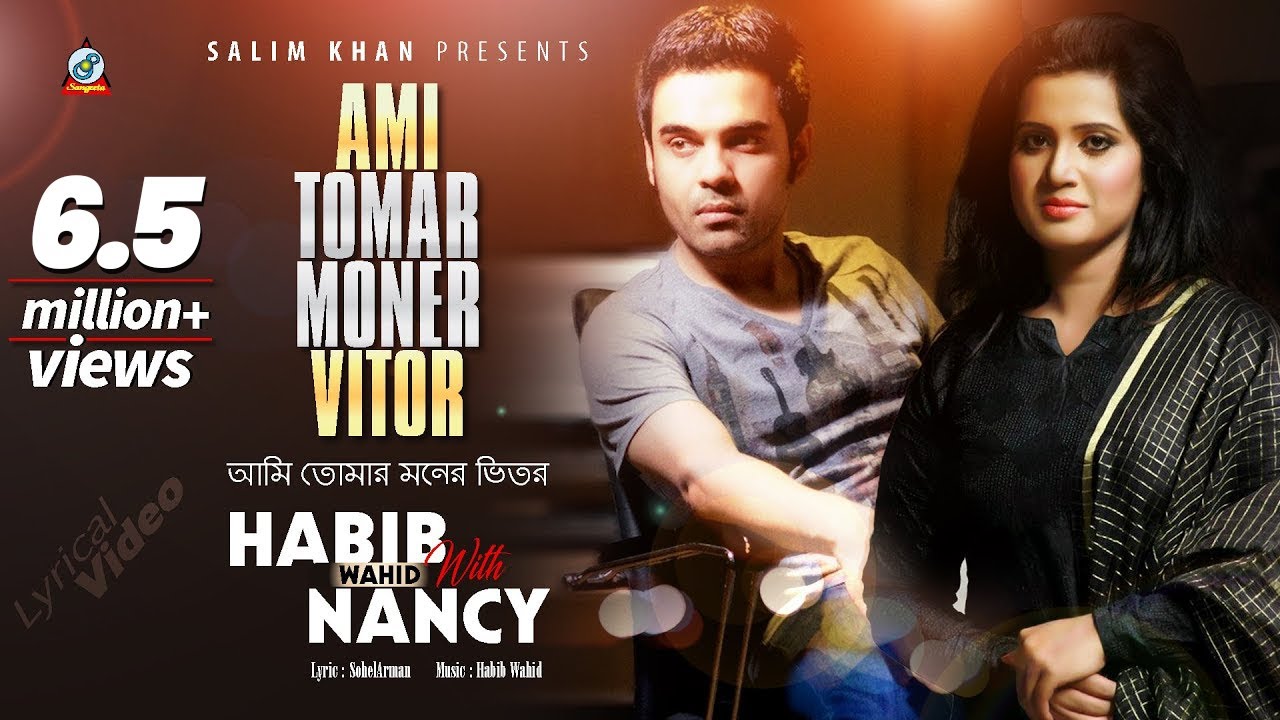 SALIM KHAN PRESENTS
Sangeeta
AMI
TOMAR
MONER
VITOR
6.5
million+
views
আমি তোমার মনের ভিতর
HABIB
WAHID With
NANCY
Lyric : SohelArman Music : Habib Wahid
Lyrical
Video